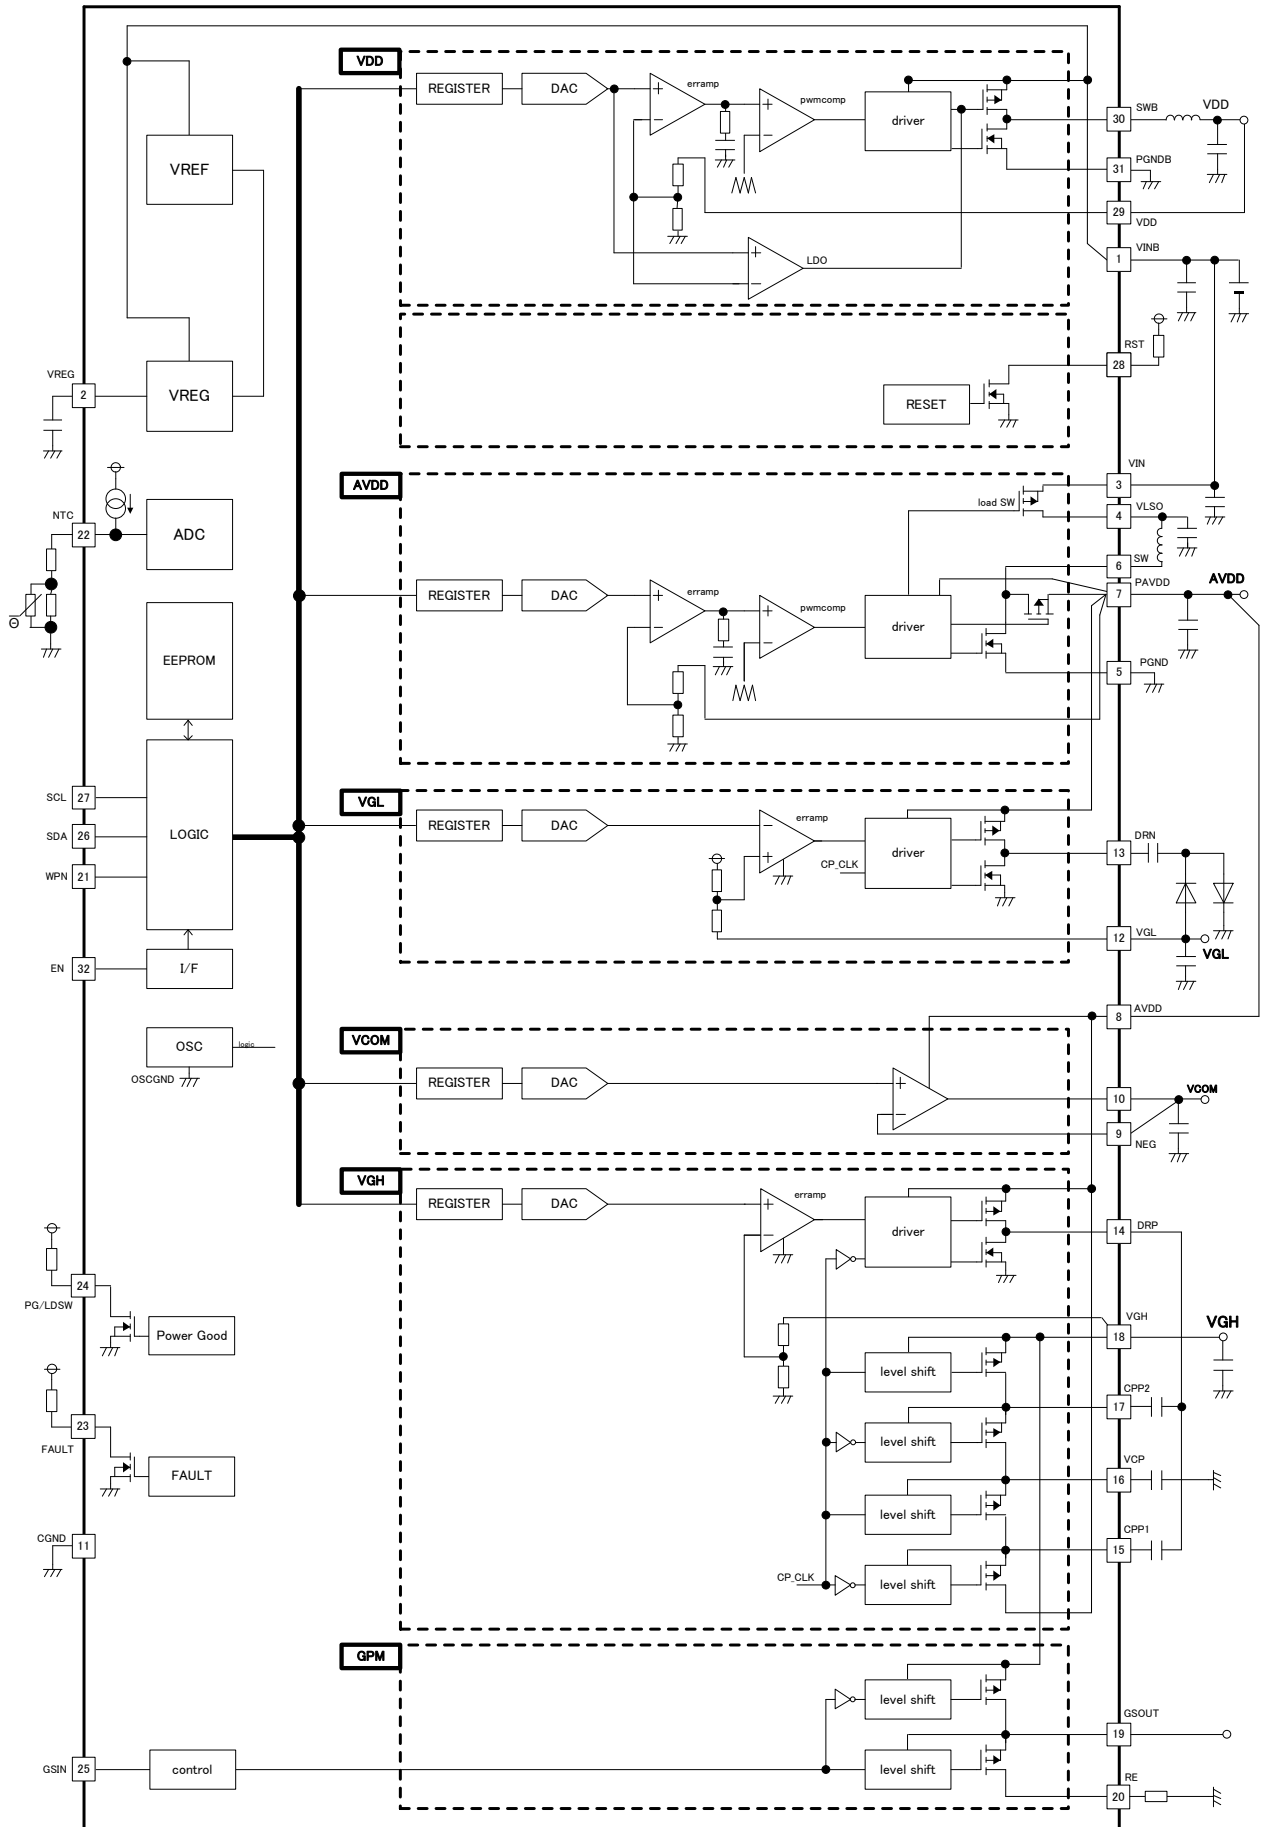 VDD
REGISTER
DAC
erramp
pwmcomp
driver
SWB
30
VDD
PGNDB
31
29
VDD
LDO
VINB
1
VREF
VREG
2
VREG
RST
28
RESET
AVDD
NTC
22
ADC
load SW
VIN
3
VLSO
4
SW
6
PAVDD
7
AVDD
REGISTER
DAC
erramp
pwmcomp
driver
PGND
5
Θ
EEPROM
SCL
27
SDA
26
WPN
21
LOGIC
EN
32
I/F
OSC
logic
OSCGND
VGL
REGISTER
DAC
erramp
CP_CLK
driver
DRN
13
VGL
12
VGL
AVDD
8
VCOM
REGISTER
DAC
10
VCOM
9
NEG
VGH
REGISTER
DAC
erramp
driver
DRP
14
24
PG/LDSW
Power Good
23
FAULT
FAULT
CGND
11
VGH
18
VGH
level shift
CPP2
17
level shift
VCP
16
level shift
CPP1
15
CP_CLK
level shift
GPM
level shift
GSOUT
19
GSIN
25
control
level shift
RE
20